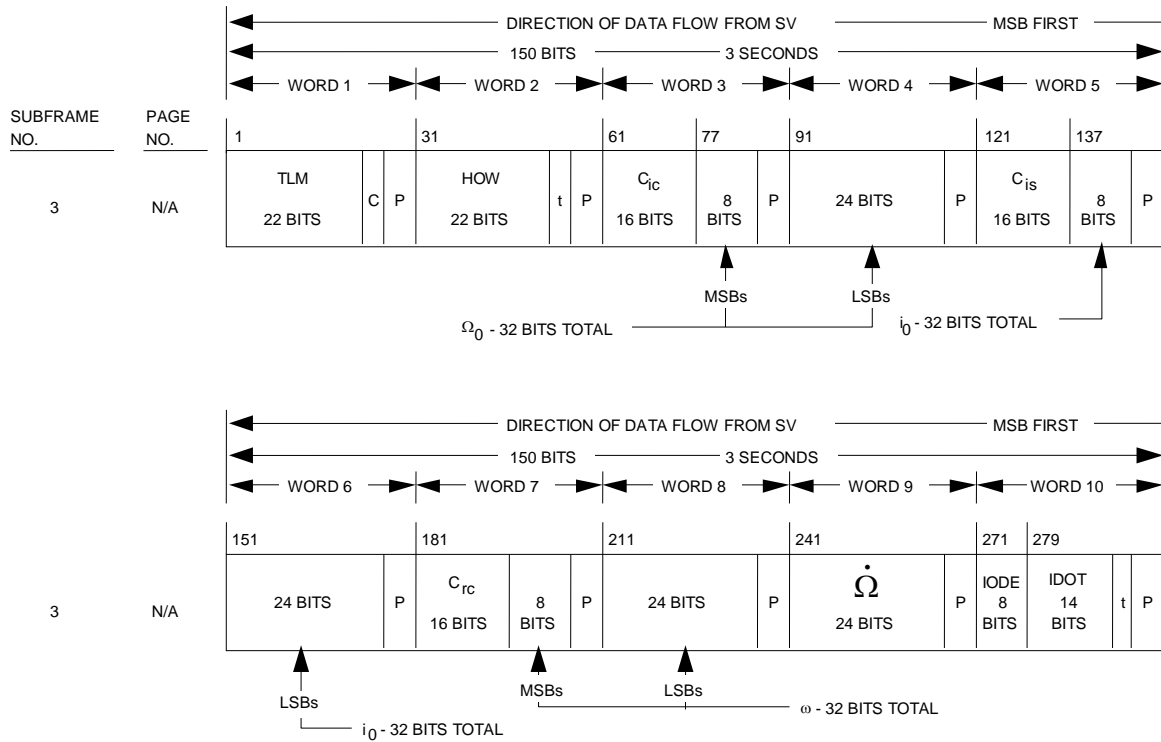 DIRECTION OF DATA FLOW FROM SV MSB FIRST
150 BITS 3 SECONDS
WORD 1 WORD 2 WORD 3 WORD 4 WORD 5
SUBFRAME NO. PAGE NO.
1 31 61 77 91 121 137
3 N/A
TLM 22 BITS C P HOW 22 BITS t P Cic 16 BITS 8 BITS P 24 BITS P Cis 16 BITS 8 BITS P
MSBs LSBs
Ω0 - 32 BITS TOTAL i0 - 32 BITS TOTAL
DIRECTION OF DATA FLOW FROM SV MSB FIRST
150 BITS 3 SECONDS
WORD 6 WORD 7 WORD 8 WORD 9 WORD 10
151 181 211 241 271 279
3 N/A
24 BITS P Crc 16 BITS 8 BITS P 24 BITS P Ω̇ 24 BITS P IODE 8 BITS IDOT 14 BITS t P
LSBs MSBs LSBs
ω - 32 BITS TOTAL
i0 - 32 BITS TOTAL